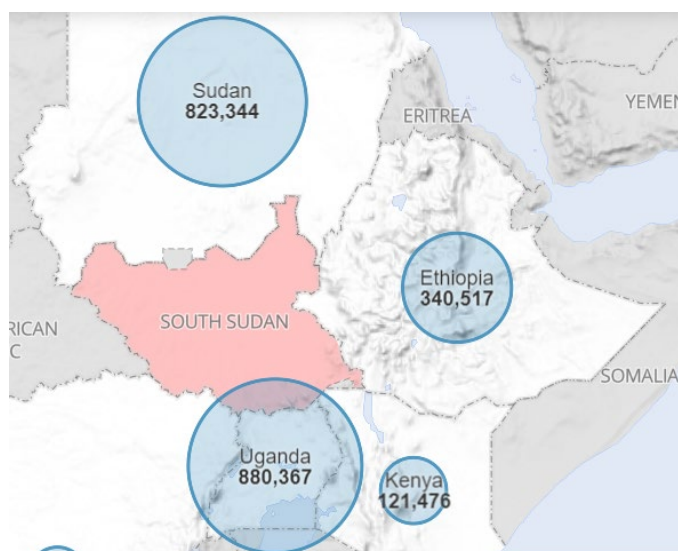 Sudan
823,344
ERITREA
YEMEN
Ethiopia
340,517
SOUTH SUDAN
RICAN
C
SOMALIA
Uganda
880,367
Kenya
121,476